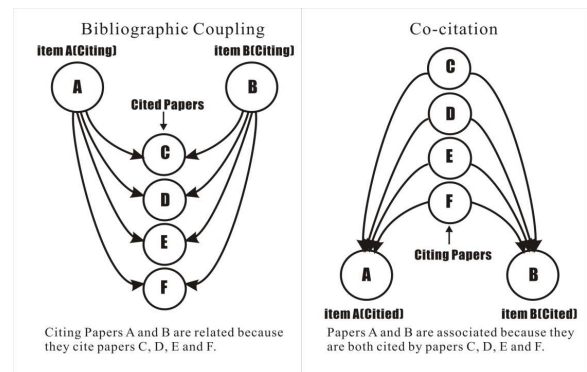 Bibliographic Coupling
item A(Citing)
item B(Citing)
A
B
Cited Papers
C
D
E
F
Citing Papers A and B are related because
they cite papers C, D, E and F.
Co-citation
C
D
E
F
Citing Papers
A
B
item A(Citied)
item B(Cited)
Papers A and B are associated because they
are both cited by papers C, D, E and F.